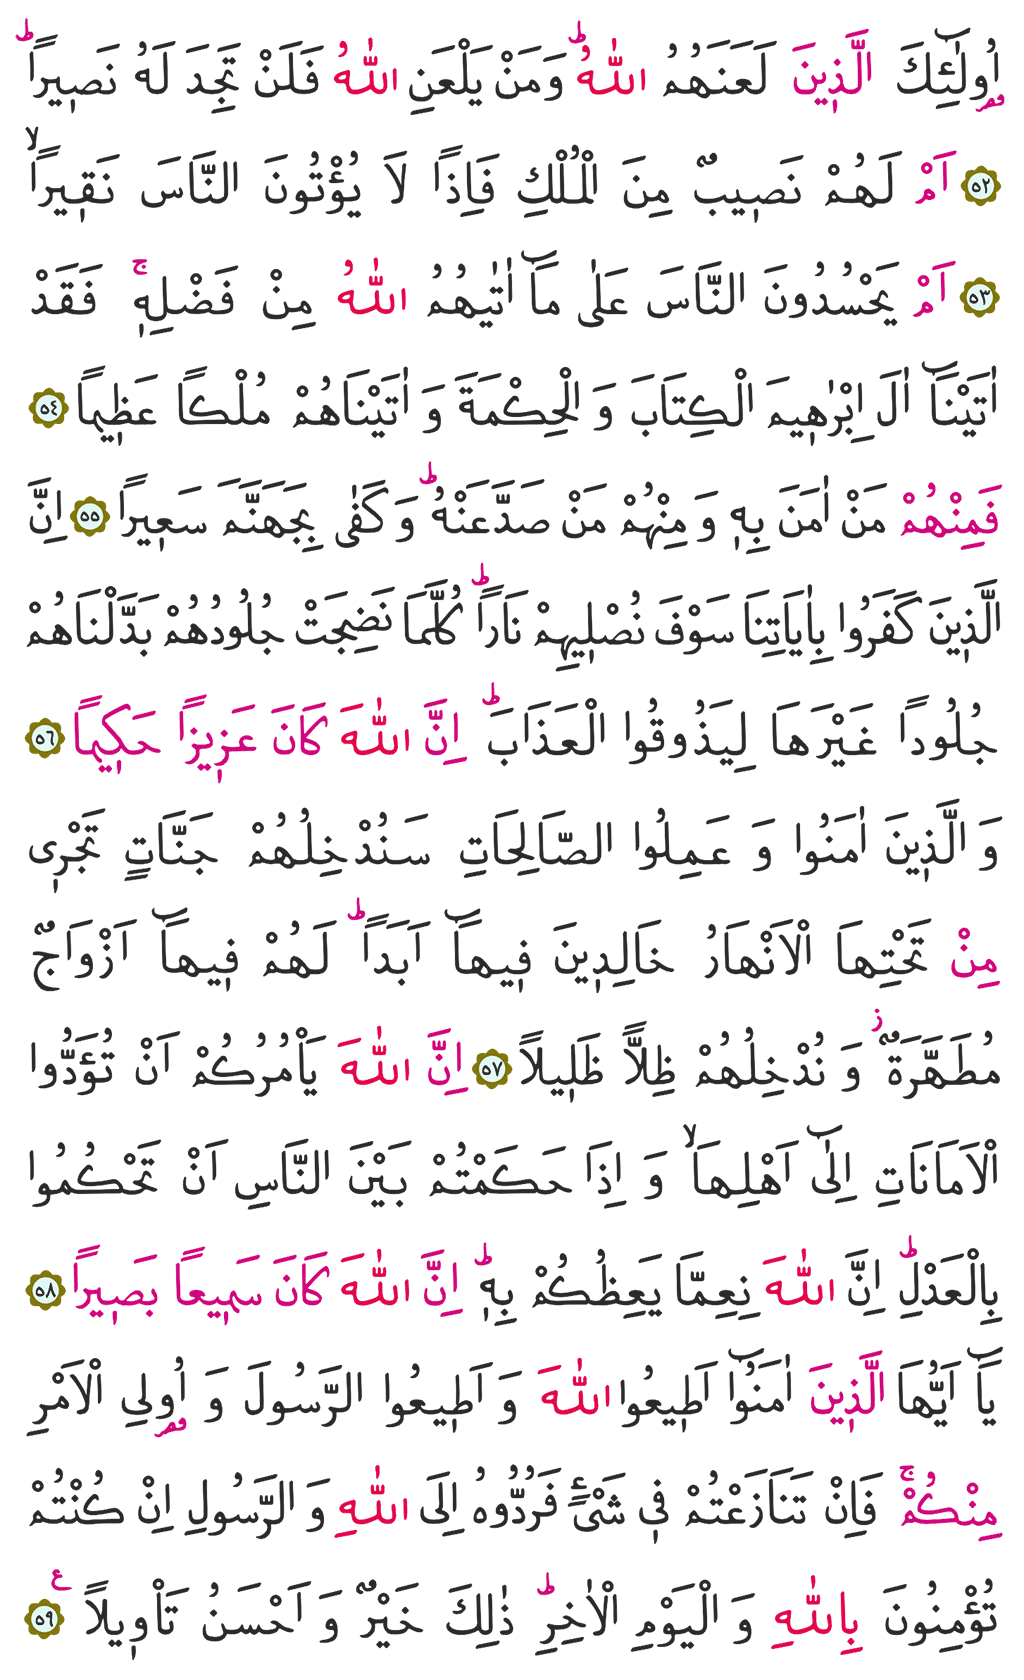 اُو۬لٰٓئِكَ الَّذ۪ينَ لَعَنَهُمُ اللّٰهُۜ وَمَنْ يَلْعَنِ اللّٰهُ فَلَنْ تَجِدَ لَهُ نَص۪يراًۜ
﴿٥٢﴾ اَمْ لَهُمْ نَص۪يبٌ مِنَ الْمُلْكِ فَاِذاً لَا يُؤْتُونَ النَّاسَ نَق۪يراًۙ
﴿٥٣﴾ اَمْ يَحْسُدُونَ النَّاسَ عَلٰى مَٓا اٰتٰيهُمُ اللّٰهُ مِنْ فَضْلِه۪ۚ فَقَدْ
اٰتَيْنَٓا اٰلَ اِبْرٰه۪يمَ الْكِتَابَ وَ الْحِكْمَةَ وَ اٰتَيْنَاهُمْ مُلْكاً عَظ۪يماً ﴿٥٤﴾
فَمِنْهُمْ مَنْ اٰمَنَ بِه۪ وَ مِنْهُمْ مَنْ صَدَّ عَنْهُۜ وَ كَفٰى بِجَهَنَّمَ سَع۪يراً ﴿٥٥﴾ اِنَّ
الَّذ۪ينَ كَفَرُوا بِاٰيَاتِنَا سَوْفَ نُصْل۪يهِمْ نَاراًۜ كُلَّمَا نَضِجَتْ جُلُودُهُمْ بَدَّلْنَاهُمْ
جُلُوداً غَيْرَهَا لِيَذُوقُوا الْعَذَابَۜ اِنَّ اللّٰهَ كَانَ عَز۪يزاً حَك۪يماً ﴿٥٦﴾
وَ الَّذ۪ينَ اٰمَنُوا وَ عَمِلُوا الصَّالِحَاتِ سَنُدْخِلُهُمْ جَنَّاتٍ تَجْر۪ى
مِنْ تَحْتِهَا الْاَنْهَارُ خَالِد۪ينَ ف۪يهَٓا اَبَداًۜ لَهُمْ ف۪يهَٓا اَزْوَاجٌ
مُطَهَّرَةٌۘ وَ نُدْخِلُهُمْ ظِلاًّ ظَل۪يلاً ﴿٥٧﴾ اِنَّ اللّٰهَ يَأْمُرُكُمْ اَنْ تُؤَدُّوا
الْاَمَانَاتِ اِلٰٓى اَهْلِهَاۙ وَ اِذَا حَكَمْتُمْ بَيْنَ النَّاسِ اَنْ تَحْكُمُوا
بِالْعَدْلِۜ اِنَّ اللّٰهَ نِعِمَّا يَعِظُكُمْ بِه۪ۜ اِنَّ اللّٰهَ كَانَ سَم۪يعاً بَص۪يراً ﴿٥٨﴾
يَٓا اَيُّهَا الَّذ۪ينَ اٰمَنُٓوا اَط۪يعُوا اللّٰهَ وَ اَط۪يعُوا الرَّسُولَ وَ اُو۬لِى الْاَمْرِ
مِنْكُمْۚ فَاِنْ تَنَازَعْتُمْ ف۪ى شَىْءٍ فَرُدُّوهُ اِلَى اللّٰهِ وَ الرَّسُولِ اِنْ كُنْتُمْ
تُؤْمِنُونَ بِاللّٰهِ وَ الْيَوْمِ الْاٰخِرِۜ ذٰلِكَ خَيْرٌ وَ اَحْسَنُ تَأْو۪يلاً ﴿٥٩﴾ ع